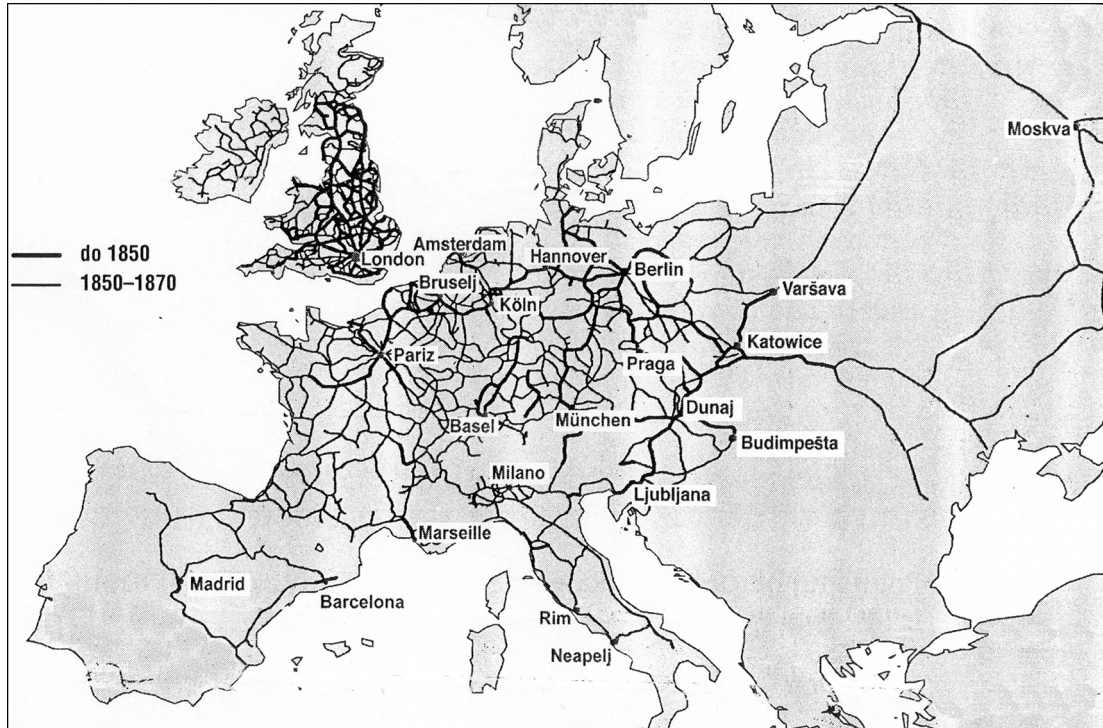 Moskva
do 1850
1850–1870
London
Amsterdam
Hannover
Berlin
Bruselj
Köln
Varšava
Katowice
Pariz
Praga
Basel
München
Dunaj
Budimpešta
Milano
Ljubljana
Marseille
Madrid
Barcelona
Rim
Neapelj